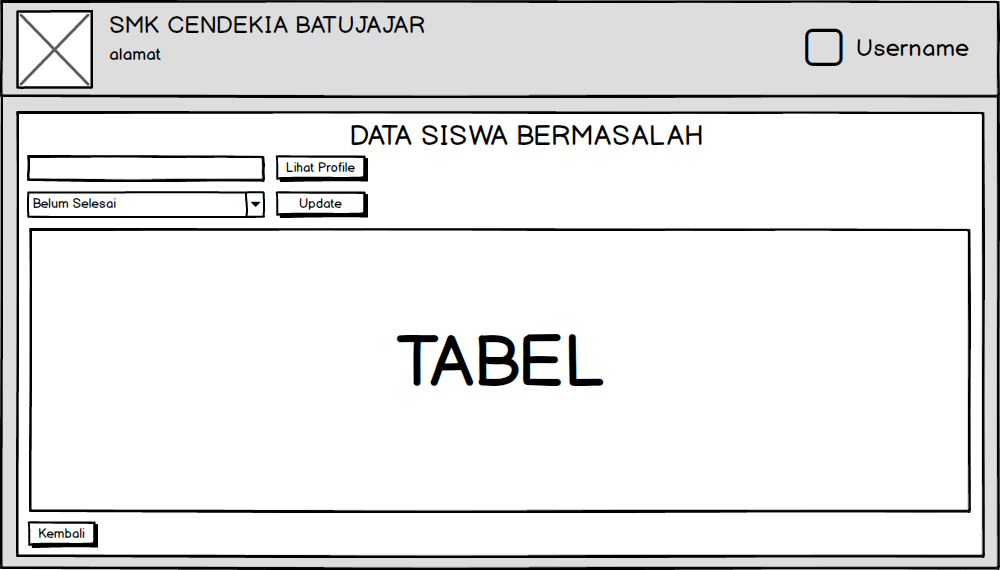 SMK CENDEKIA BATUJAJAR
alamat
Username
DATA SISWA BERMASALAH
Lihat Profile
Belum Selesai
Update
TABEL
Kembali